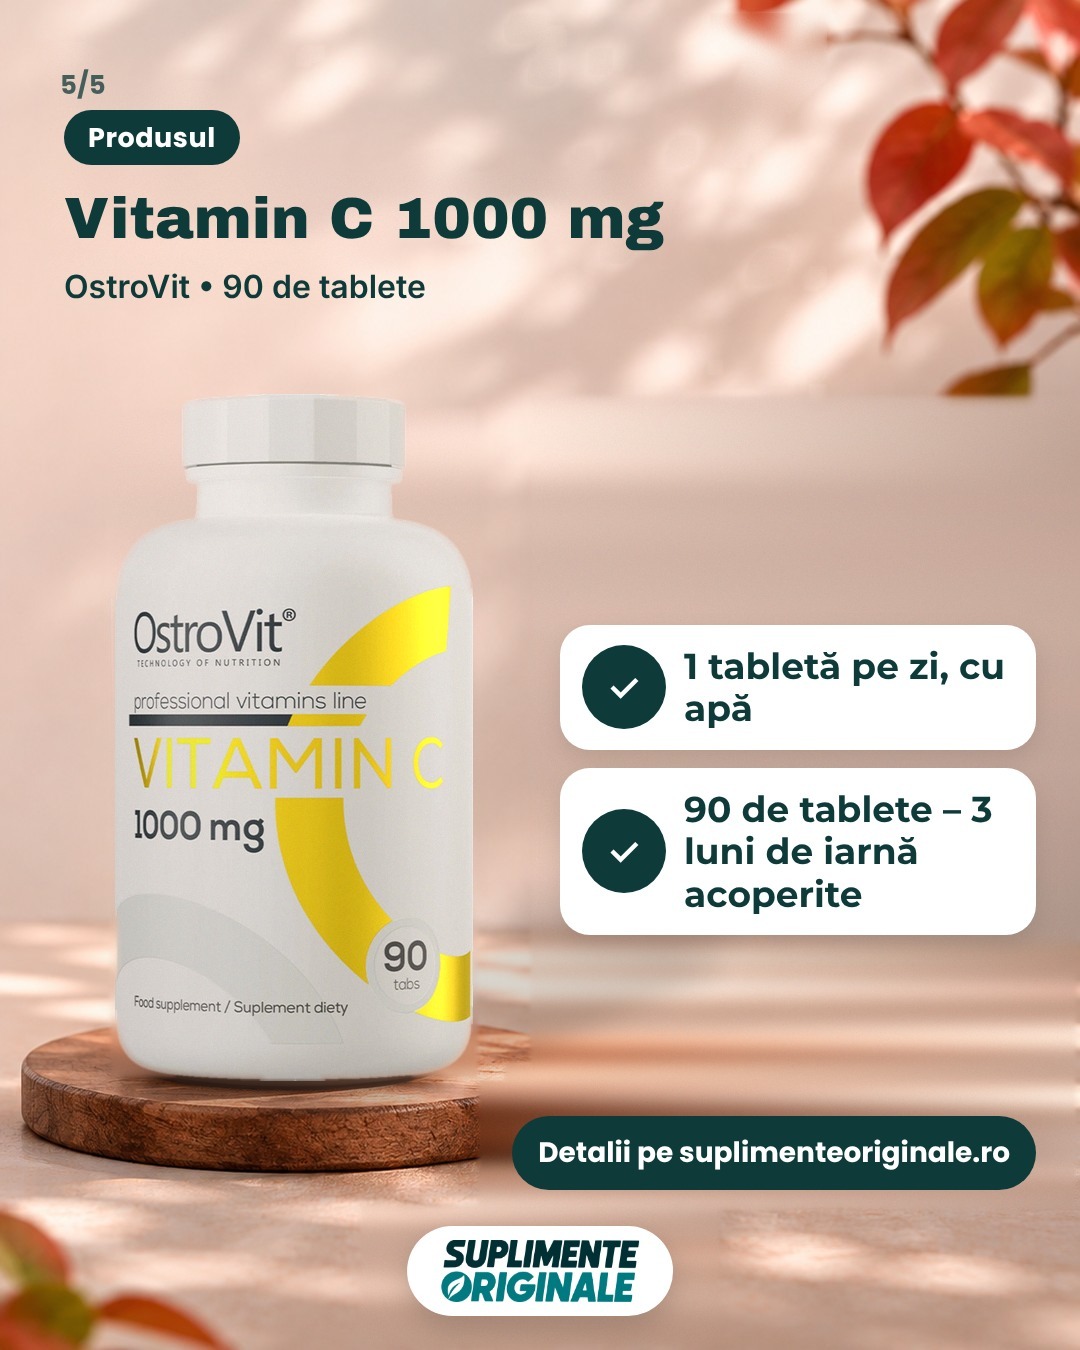 5/5
Produsul
Vitamin C 1000 mg
OstroVit • 90 de tablete
OstroVit®
TECHNOLOGY OF NUTRITION
professional vitamins line
VITAMIN C
1000 mg
90
tabs
Food supplement / Suplement diety
1 tabletă pe zi, cu
apă
90 de tablete – 3
luni de iarnă
acoperite
Detalii pe suplimenteoriginale.ro
SUPLIMENTE
ORIGINALE